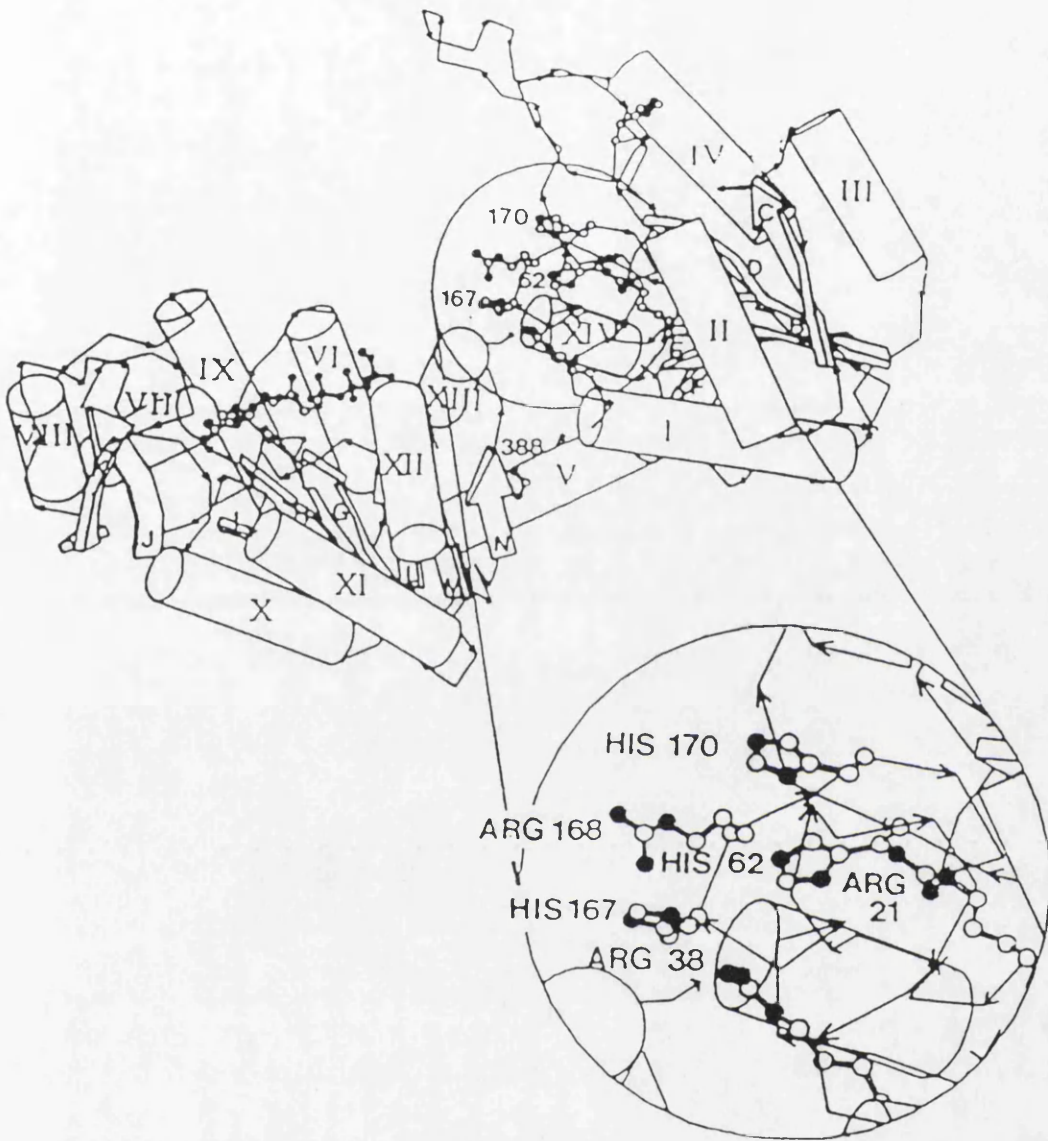 IV
III
C
170
D
62
167
XIV
II
IX
VI
VII
VIII
XIII
XII
I
388
V
J
I
G
N
XI
X
HIS 170
ARG 168
HIS 62
ARG
21
HIS 167
ARG 38